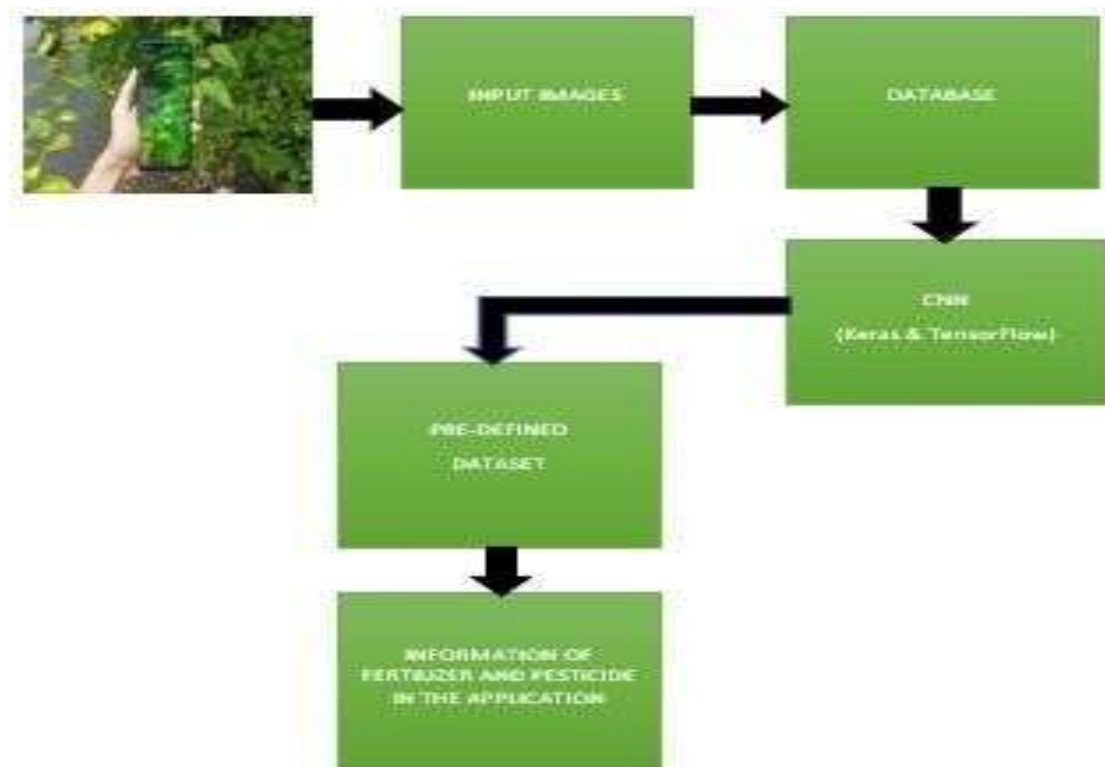 INPUT IMAGES
DATABASE
CNN
(Keras & TensorFlow)
PRE-DEFINED
DATASET
INFORMATION OF
FERTILIZER AND PESTICIDE
IN THE APPLICATION